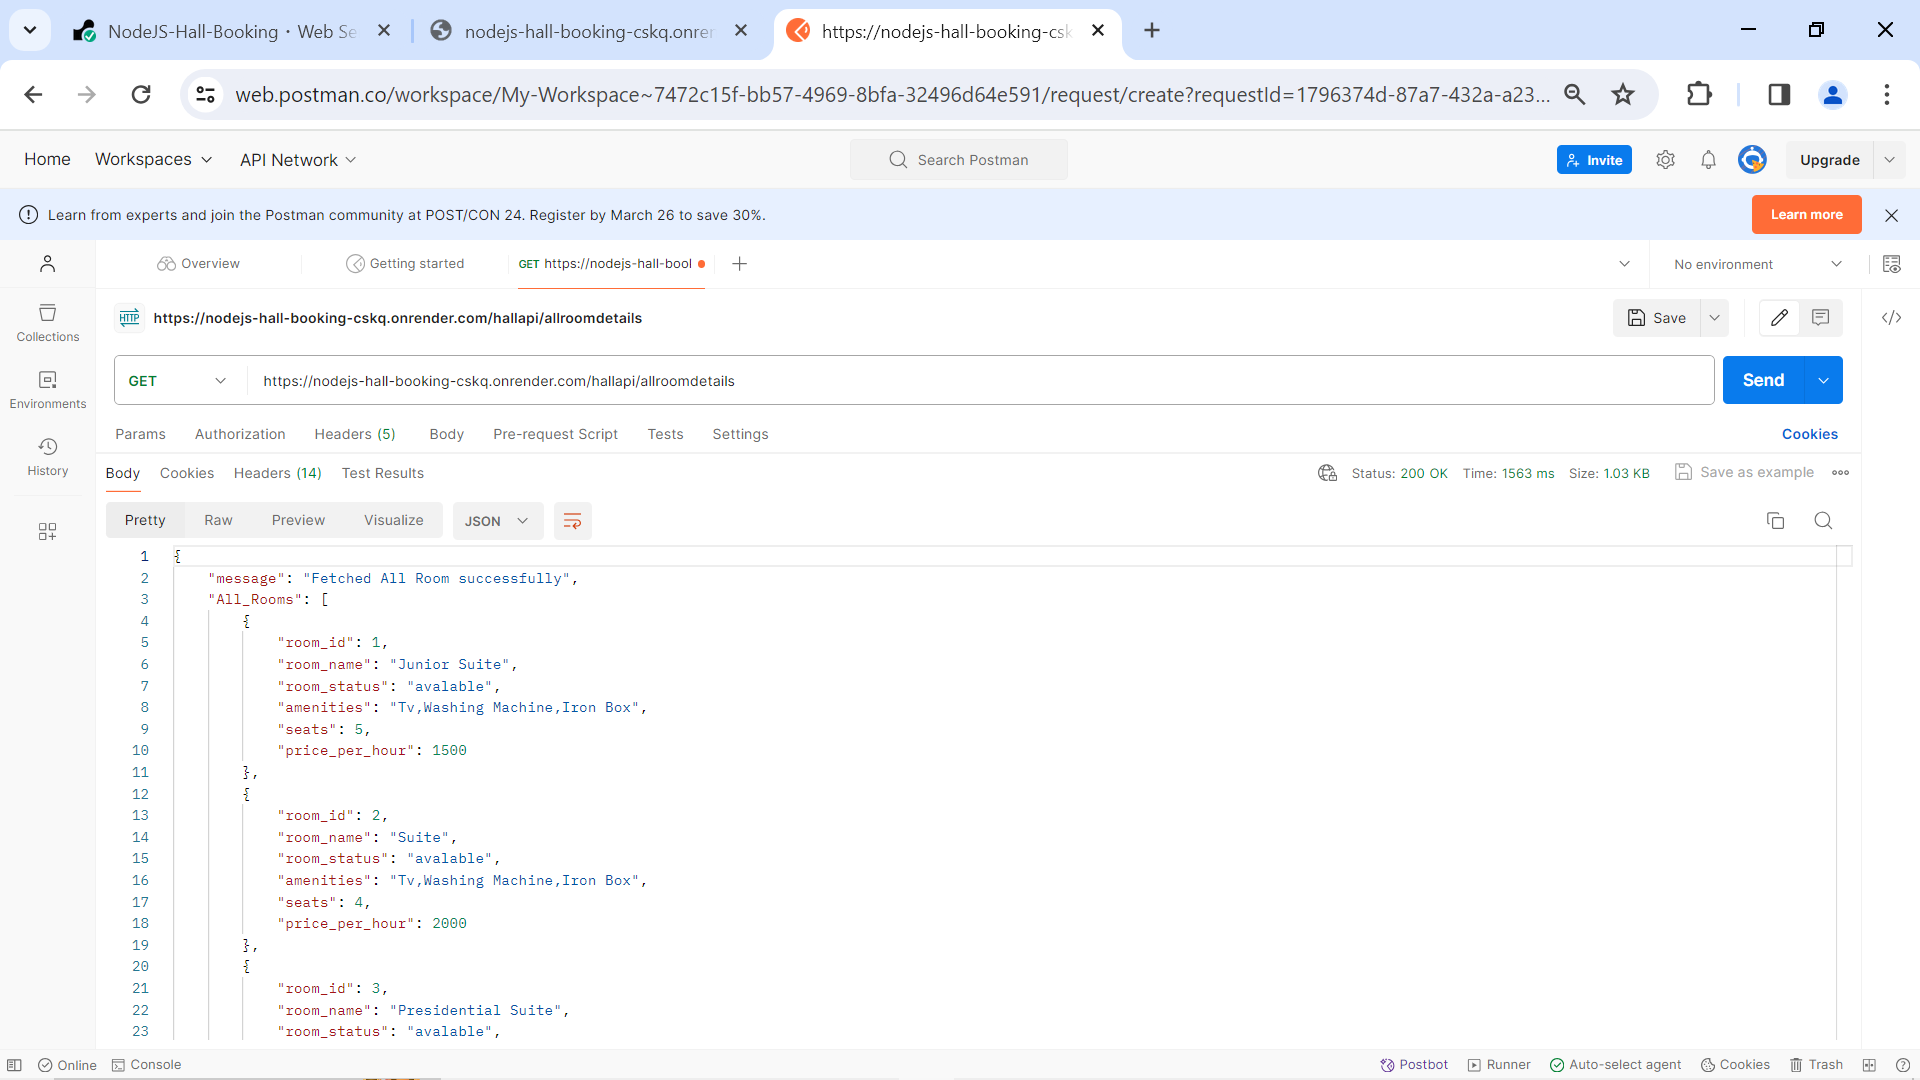 NodeJS-Hall-Booking · Web Se
nodejs-hall-booking-cskq.onrer
https://nodejs-hall-booking-csk
web.postman.co/workspace/My-Workspace~7472c15f-bb57-4969-8bfa-32496d64e591/request/create?requestId=1796374d-87a7-432a-a23...
Home Workspaces API Network Search Postman Invite Upgrade
Learn from experts and join the Postman community at POST/CON 24. Register by March 26 to save 30%. Learn more
Overview Getting started GET https://nodejs-hall-bool No environment
HTTP https://nodejs-hall-booking-cskq.onrender.com/hallapi/allroomdetails Save
Collections
GET https://nodejs-hall-booking-cskq.onrender.com/hallapi/allroomdetails Send
Environments
Params Authorization Headers (5) Body Pre-request Script Tests Settings Cookies
History
Body Cookies Headers (14) Test Results Status: 200 OK Time: 1563 ms Size: 1.03 KB Save as example
Pretty Raw Preview Visualize JSON
1 {
2 "message": "Fetched All Room successfully",
3 "All_Rooms": [
4 {
5 "room_id": 1,
6 "room_name": "Junior Suite",
7 "room_status": "avalable",
8 "amenities": "Tv,Washing Machine,Iron Box",
9 "seats": 5,
10 "price_per_hour": 1500
11 },
12 {
13 "room_id": 2,
14 "room_name": "Suite",
15 "room_status": "avalable",
16 "amenities": "Tv,Washing Machine,Iron Box",
17 "seats": 4,
18 "price_per_hour": 2000
19 },
20 {
21 "room_id": 3,
22 "room_name": "Presidential Suite",
23 "room_status": "avalable",
Online Console Postbot Runner Auto-select agent Cookies Trash